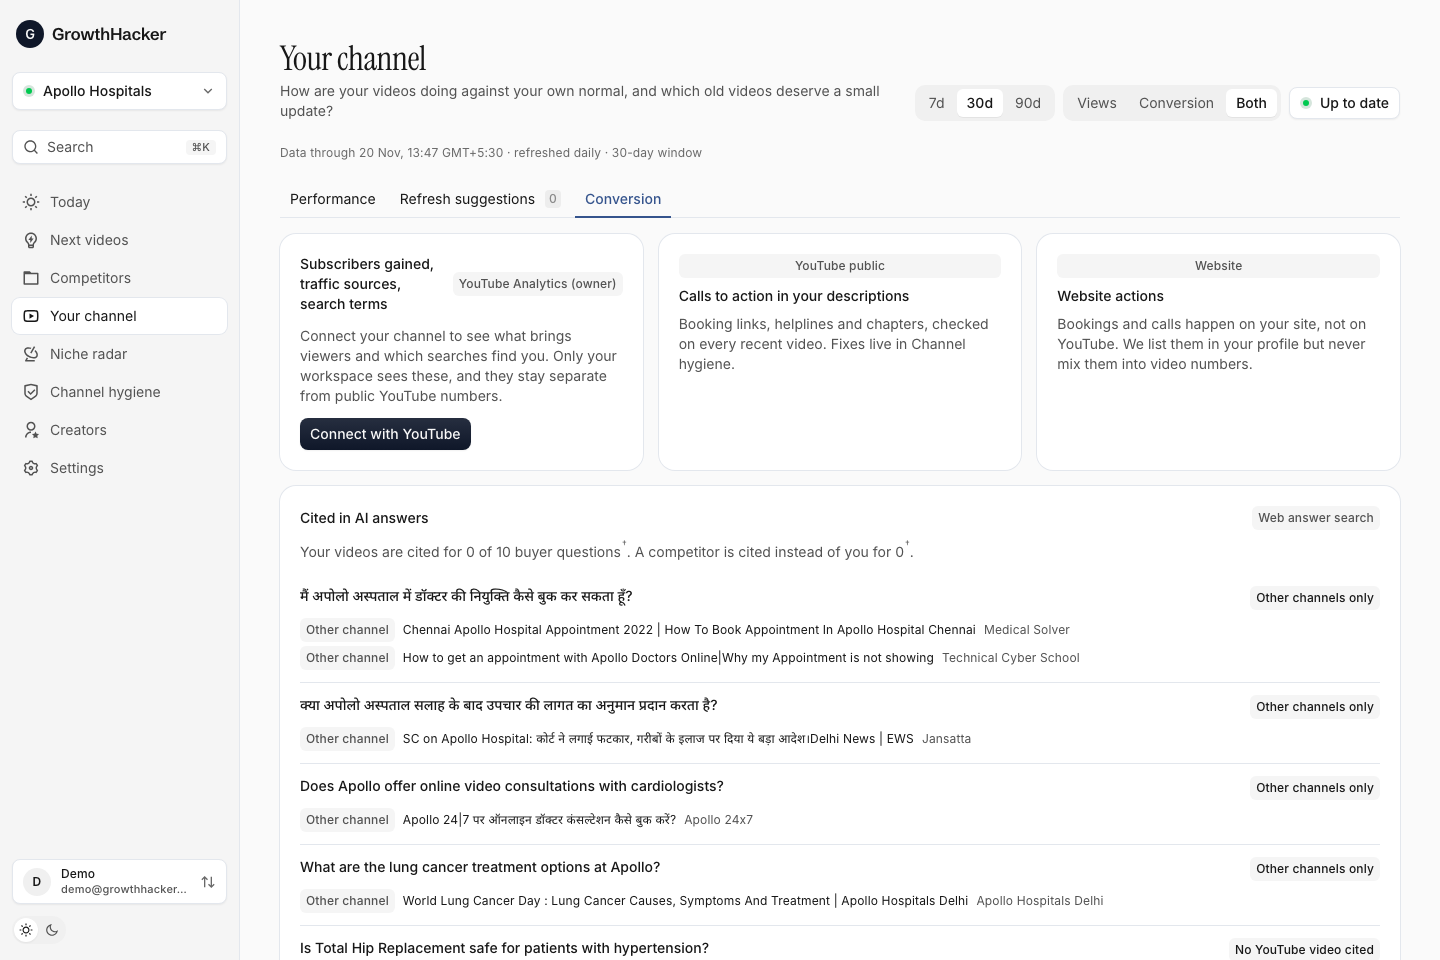 G GrowthHacker
Apollo Hospitals
Search ⌘K
Today
Next videos
Competitors
Your channel
Niche radar
Channel hygiene
Creators
Settings
D Demo
demo@growthhacker...
Your channel
How are your videos doing against your own normal, and which old videos deserve a small
update?
7d 30d 90d Views Conversion Both Up to date
Data through 20 Nov, 13:47 GMT+5:30 · refreshed daily · 30-day window
Performance Refresh suggestions 0 Conversion
Subscribers gained,
traffic sources,
search terms
YouTube Analytics (owner)
Connect your channel to see what brings
viewers and which searches find you. Only your
workspace sees these, and they stay separate
from public YouTube numbers.
Connect with YouTube
YouTube public
Calls to action in your descriptions
Booking links, helplines and chapters, checked
on every recent video. Fixes live in Channel
hygiene.
Website
Website actions
Bookings and calls happen on your site, not on
YouTube. We list them in your profile but never
mix them into video numbers.
Cited in AI answers Web answer search
Your videos are cited for 0 of 10 buyer questions†. A competitor is cited instead of you for 0†.
मैं अपोलो अस्पताल में डॉक्टर की नियुक्ति कैसे बुक कर सकता हूँ? Other channels only
Other channel Chennai Apollo Hospital Appointment 2022 | How To Book Appointment In Apollo Hospital Chennai Medical Solver
Other channel How to get an appointment with Apollo Doctors Online|Why my Appointment is not showing Technical Cyber School
क्या अपोलो अस्पताल सलाह के बाद उपचार की लागत का अनुमान प्रदान करता है? Other channels only
Other channel SC on Apollo Hospital: कोर्ट ने लगाई फटकार, गरीबों के इलाज पर दिया ये बड़ा आदेश।Delhi News | EWS Jansatta
Does Apollo offer online video consultations with cardiologists? Other channels only
Other channel Apollo 24|7 पर ऑनलाइन डॉक्टर कंसल्टेशन कैसे बुक करें? Apollo 24x7
What are the lung cancer treatment options at Apollo? Other channels only
Other channel World Lung Cancer Day : Lung Cancer Causes, Symptoms And Treatment | Apollo Hospitals Delhi Apollo Hospitals Delhi
Is Total Hip Replacement safe for patients with hypertension? No YouTube video cited